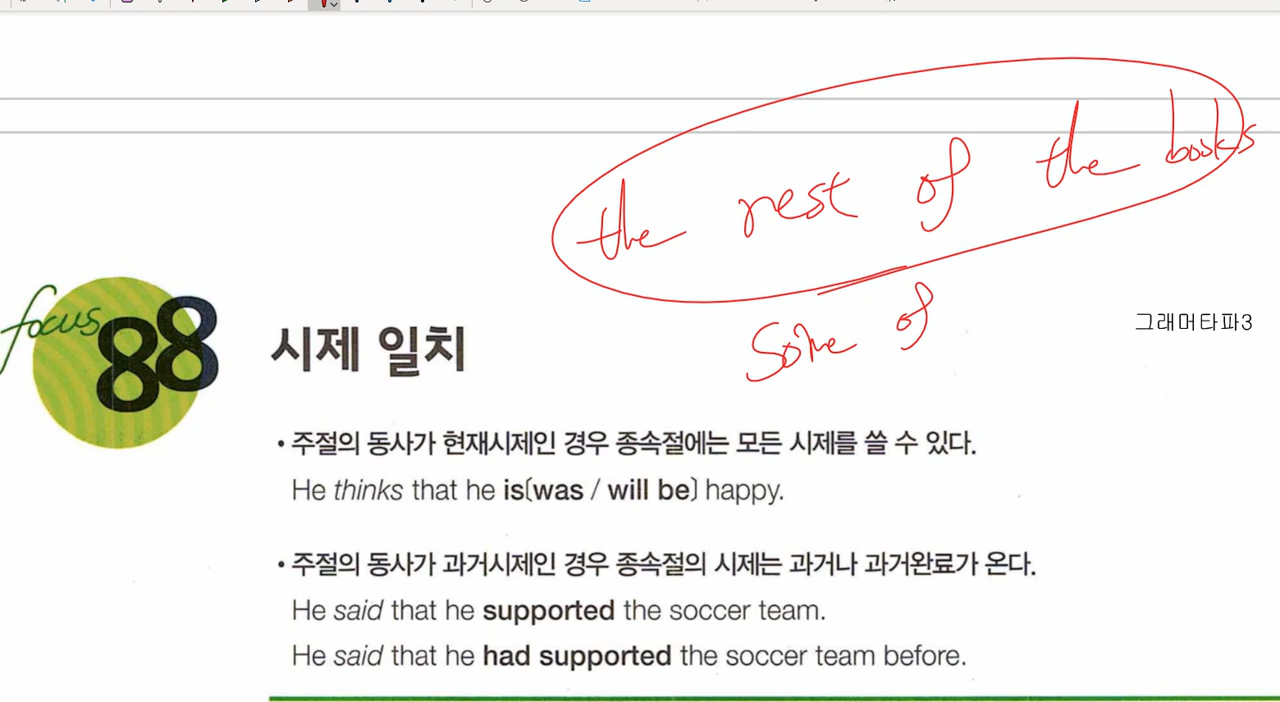 the rest of the books
some of
focus 88
시제 일치
그래머타파3
• 주절의 동사가 현재시제인 경우 종속절에는 모든 시제를 쓸 수 있다.
He thinks that he is(was / will be) happy.
• 주절의 동사가 과거시제인 경우 종속절의 시제는 과거나 과거완료가 온다.
He said that he supported the soccer team.
He said that he had supported the soccer team before.